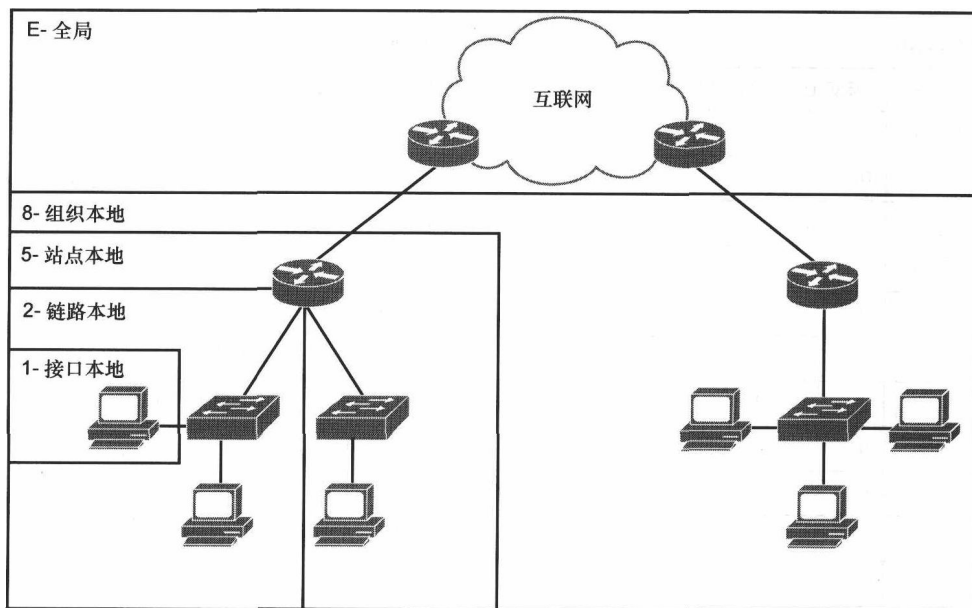 E- 全局
互联网
8- 组织本地
5- 站点本地
2- 链路本地
1- 接口本地